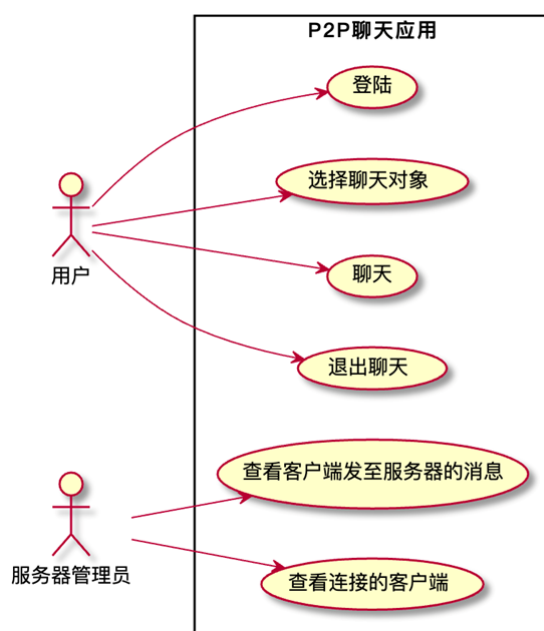 P2P聊天应用
登陆
选择聊天对象
用户
聊天
退出聊天
查看客户端发至服务器的消息
服务器管理员
查看连接的客户端